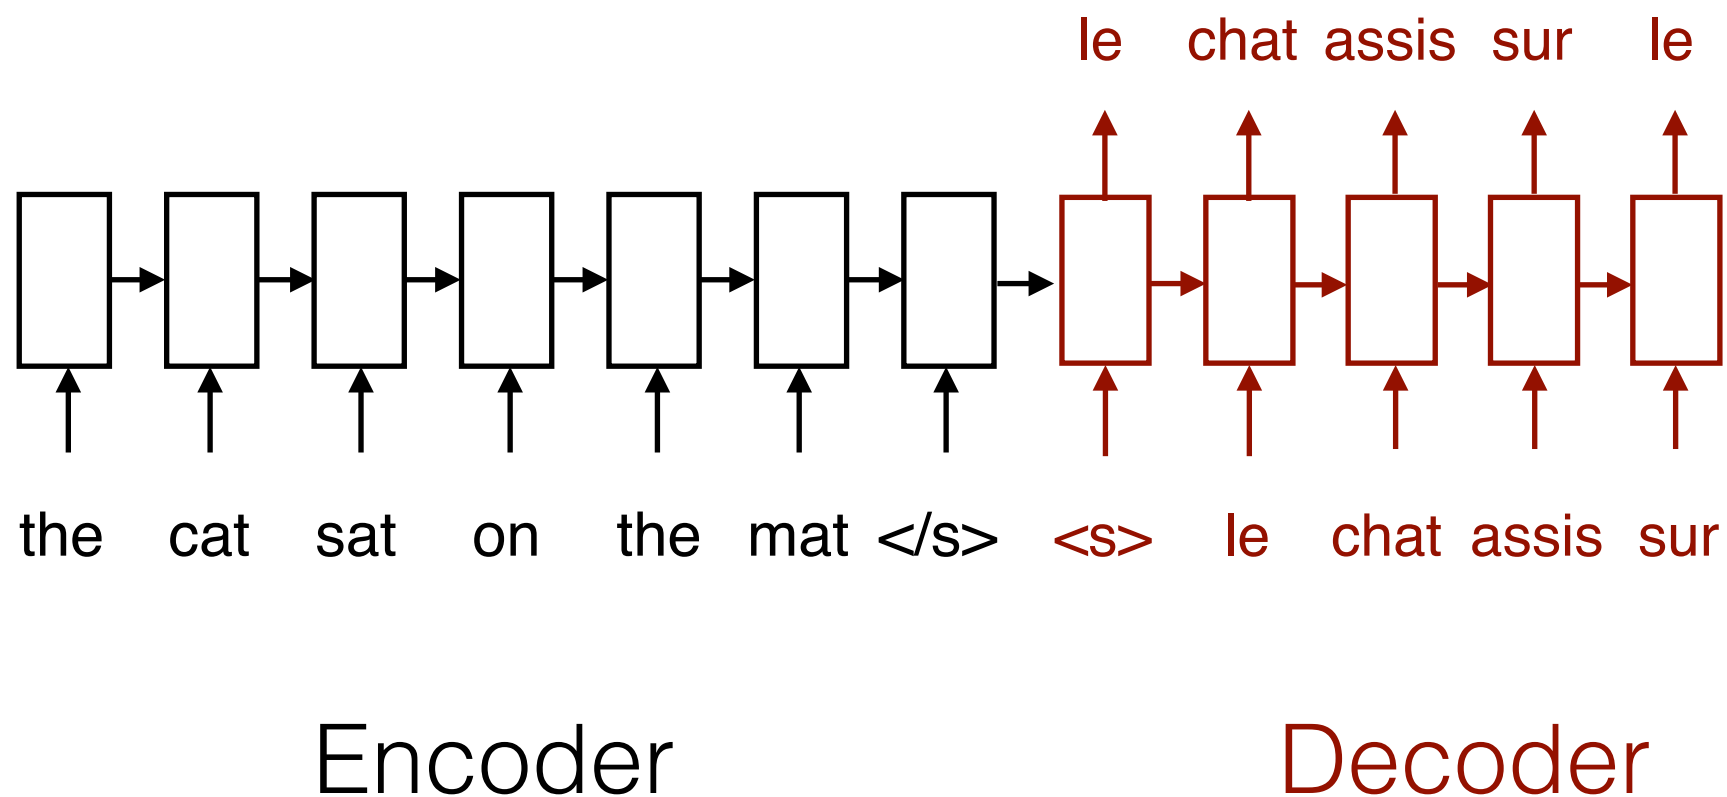 le chat assis sur le
the cat sat on the mat </s> <s> le chat assis sur
Encoder Decoder